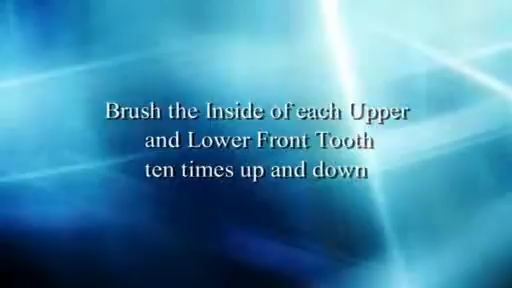 Brush the Inside of each Upper
and Lower Front Tooth
ten times up and down